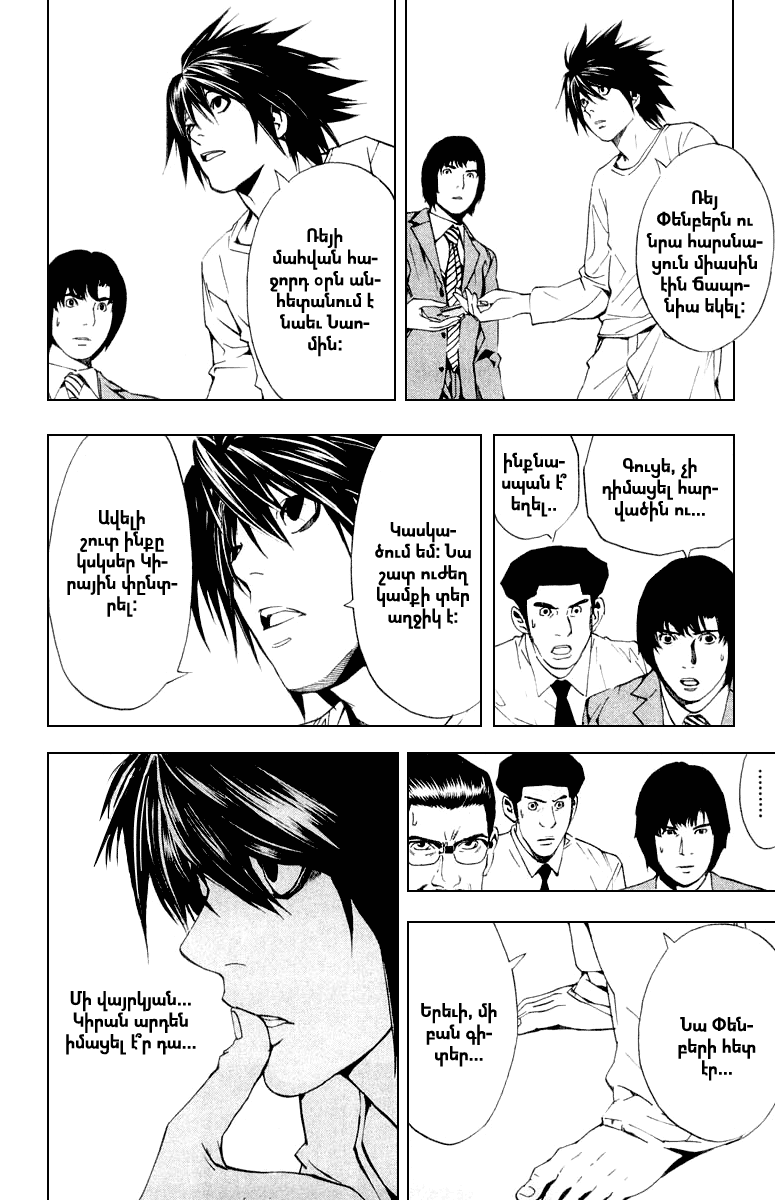 Ռեյ
Փենբերն ու
նրա հարսնա-
ցուն միասին
էին Ճապո-
նիա եկել:
Ռեյի
մահվան հա-
ջորդ օրն ան-
հետանում է
նաեւ Նաո-
մին:
Գուցե, չի
դիմացել հար-
վածին ու...
ինքնա-
սպան է՞
եղել..
Կասկա-
ծում եմ: Նա
շատ ուժեղ
կամքի տեր
աղջիկ է:
Ավելի
շուտ ինքը
կսկսեր Կի-
րային փընտ-
րել:
.........
Նա Փեն-
բերի հետ
էր...
Երեւի, մի
բան գի-
տեր...
Մի վայրկյան...
Կիրան արդեն
իմացել է՞ր դա...